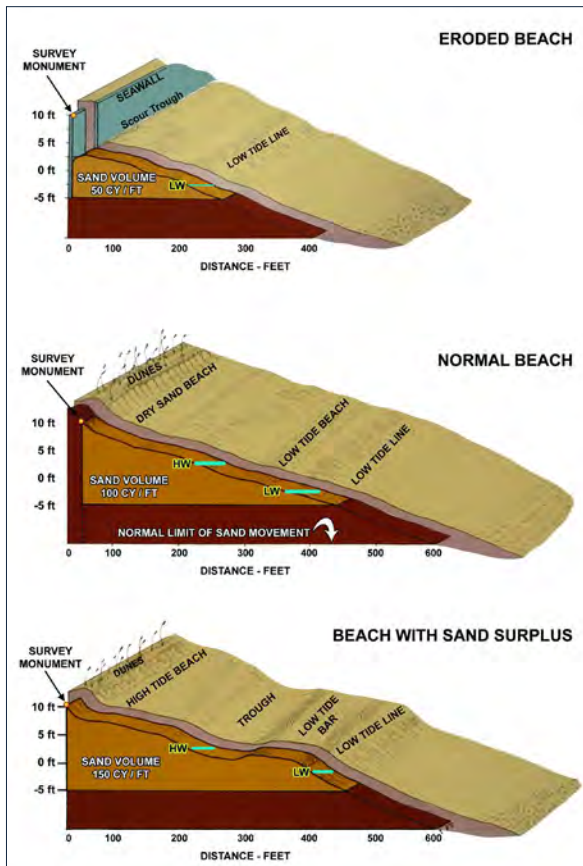 ERODED BEACH
SURVEY
MONUMENT
SEAWALL
Scour Trough
10 ft
5 ft
0 ft
-5 ft
LOW TIDE LINE
SAND VOLUME
50 CY / FT
LW
0 100 200 300 400
DISTANCE - FEET
NORMAL BEACH
SURVEY
MONUMENT
DUNES
DRY SAND BEACH
LOW TIDE BEACH
LOW TIDE LINE
10 ft
5 ft
0 ft
-5 ft
HW
SAND VOLUME
100 CY / FT
LW
NORMAL LIMIT OF SAND MOVEMENT
0 100 200 300 400 500 600
DISTANCE - FEET
BEACH WITH SAND SURPLUS
SURVEY
MONUMENT
DUNES
HIGH TIDE BEACH
TROUGH
LOW TIDE
BAR
LOW TIDE LINE
10 ft
5 ft
0 ft
-5 ft
HW
SAND VOLUME
150 CY / FT
LW
0 100 200 300 400 500 600
DISTANCE - FEET